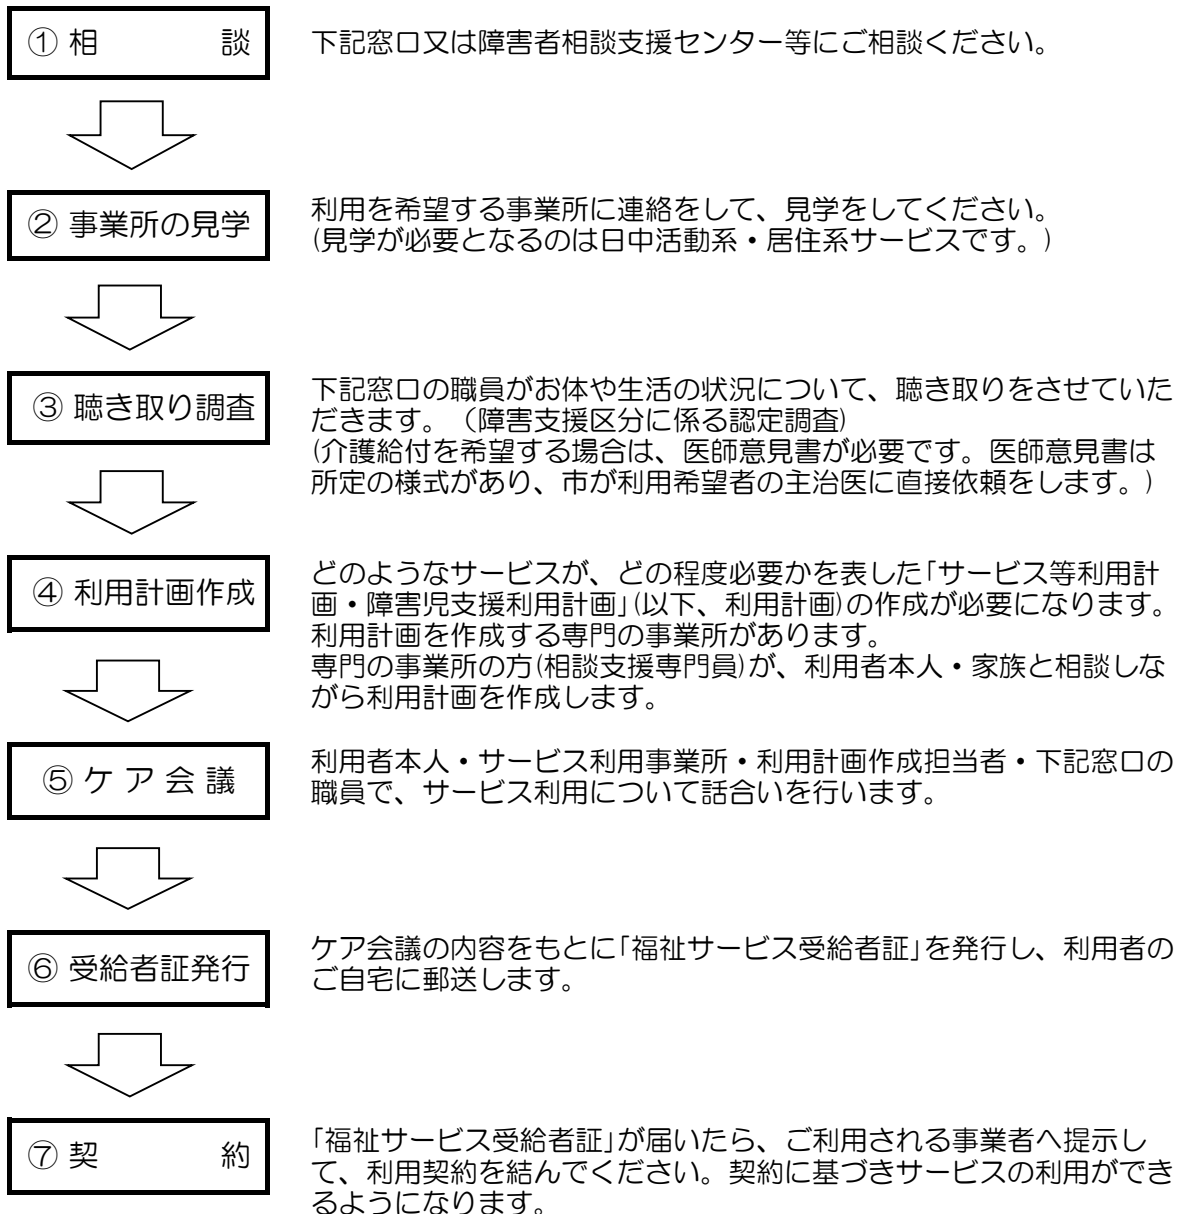 ① 相　　　談
下記窓口又は障害者相談支援センター等にご相談ください。
② 事業所の見学
利用を希望する事業所に連絡をして、見学をしてください。
(見学が必要となるのは日中活動系・居住系サービスです。)
③ 聴き取り調査
下記窓口の職員がお体や生活の状況について、聴き取りをさせていた
だきます。（障害支援区分に係る認定調査)
(介護給付を希望する場合は、医師意見書が必要です。医師意見書は
所定の様式があり、市が利用希望者の主治医に直接依頼をします。)
④ 利用計画作成
どのようなサービスが、どの程度必要かを表した｢サービス等利用計
画・障害児支援利用計画｣(以下、利用計画)の作成が必要になります。
利用計画を作成する専門の事業所があります。
専門の事業所の方(相談支援専門員)が、利用者本人・家族と相談しな
がら利用計画を作成します。
⑤ ケ ア 会 議
利用者本人・サービス利用事業所・利用計画作成担当者・下記窓口の
職員で、サービス利用について話合いを行います。
⑥ 受給者証発行
ケア会議の内容をもとに｢福祉サービス受給者証｣を発行し、利用者の
ご自宅に郵送します。
⑦ 契　　　約
｢福祉サービス受給者証｣が届いたら、ご利用される事業者へ提示し
て、利用契約を結んでください。契約に基づきサービスの利用ができ
るようになります。